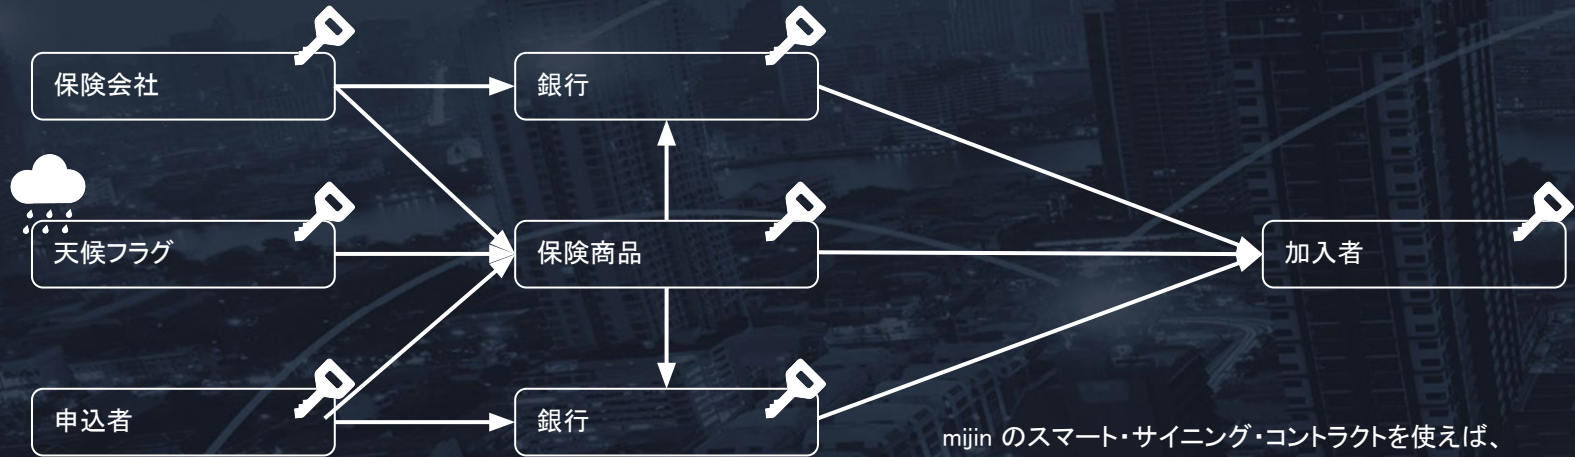 保険会社
銀行
天候フラグ
保険商品
加入者
申込者
銀行
mijin のスマート・サイニング・コントラクトを使えば、